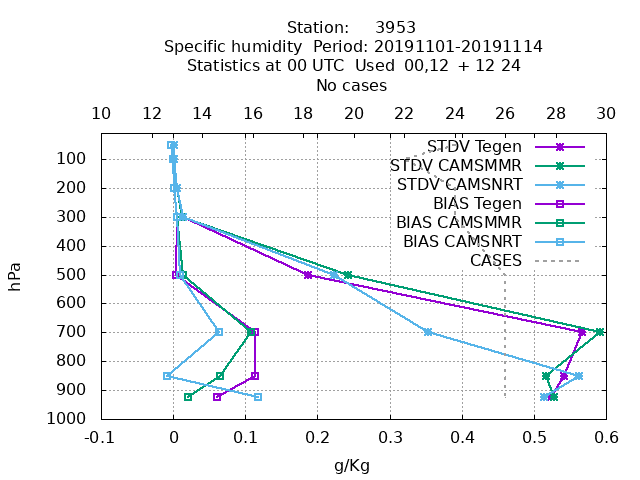 Station: 3953
Specific humidity Period: 20191101-20191114
Statistics at 00 UTC Used 00,12 + 12 24
No cases
10 12 14 16 18 20 22 24 26 28 30
STDV Tegen
STDV CAMSMMR
STDV CAMSNRT
BIAS Tegen
BIAS CAMSMMR
BIAS CAMSNRT
CASES
hPa
100
200
300
400
500
600
700
800
900
1000
-0.1 0 0.1 0.2 0.3 0.4 0.5 0.6
g/Kg